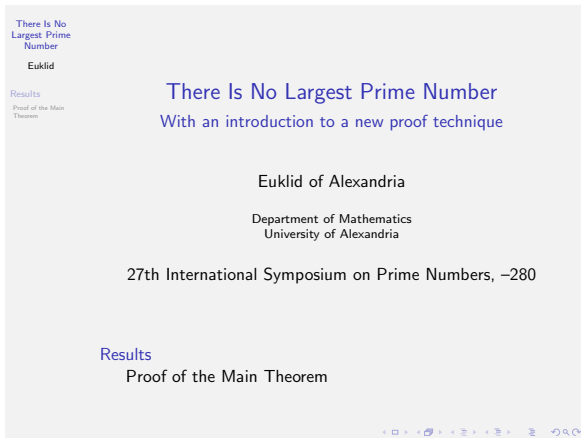 There Is No
Largest Prime
Number
Euklid
Results
Proof of the Main
Theorem
There Is No Largest Prime Number
With an introduction to a new proof technique
Euklid of Alexandria
Department of Mathematics
University of Alexandria
27th International Symposium on Prime Numbers, –280
Results
Proof of the Main Theorem